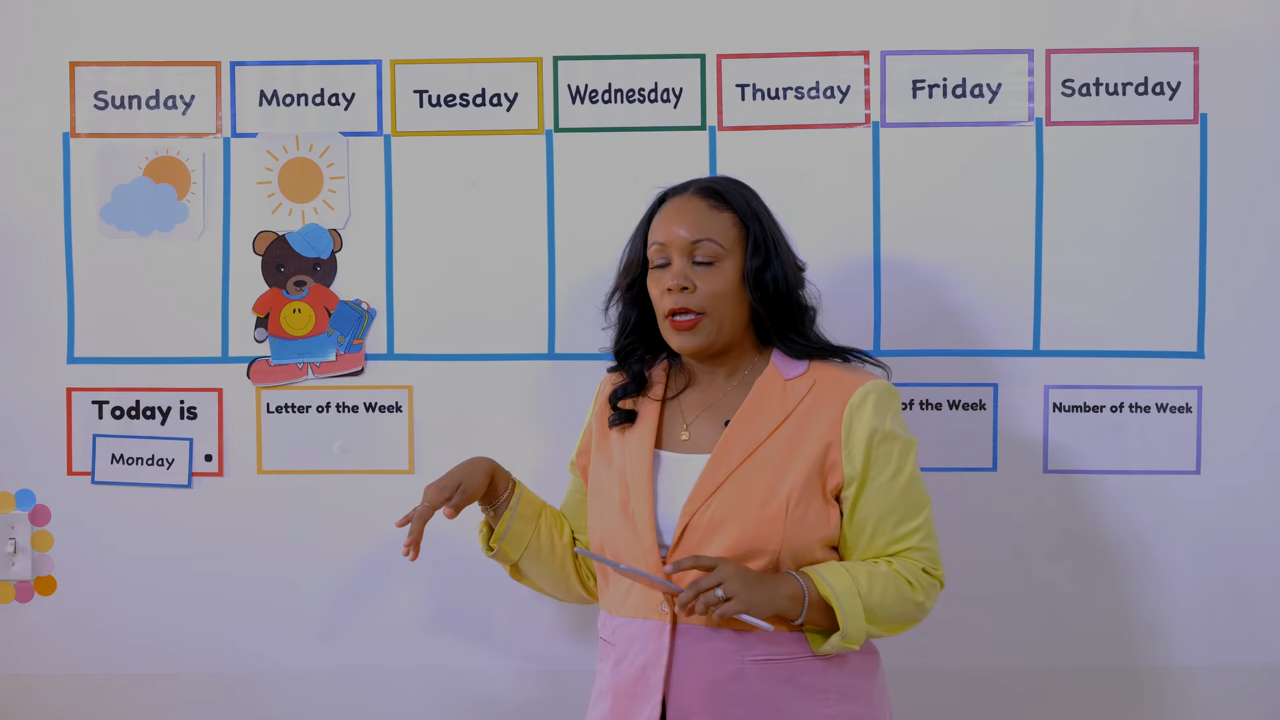 Sunday
Monday
Tuesday
Wednesday
Thursday
Friday
Saturday
Today is
Monday .
Letter of the Week
of the Week
Number of the Week